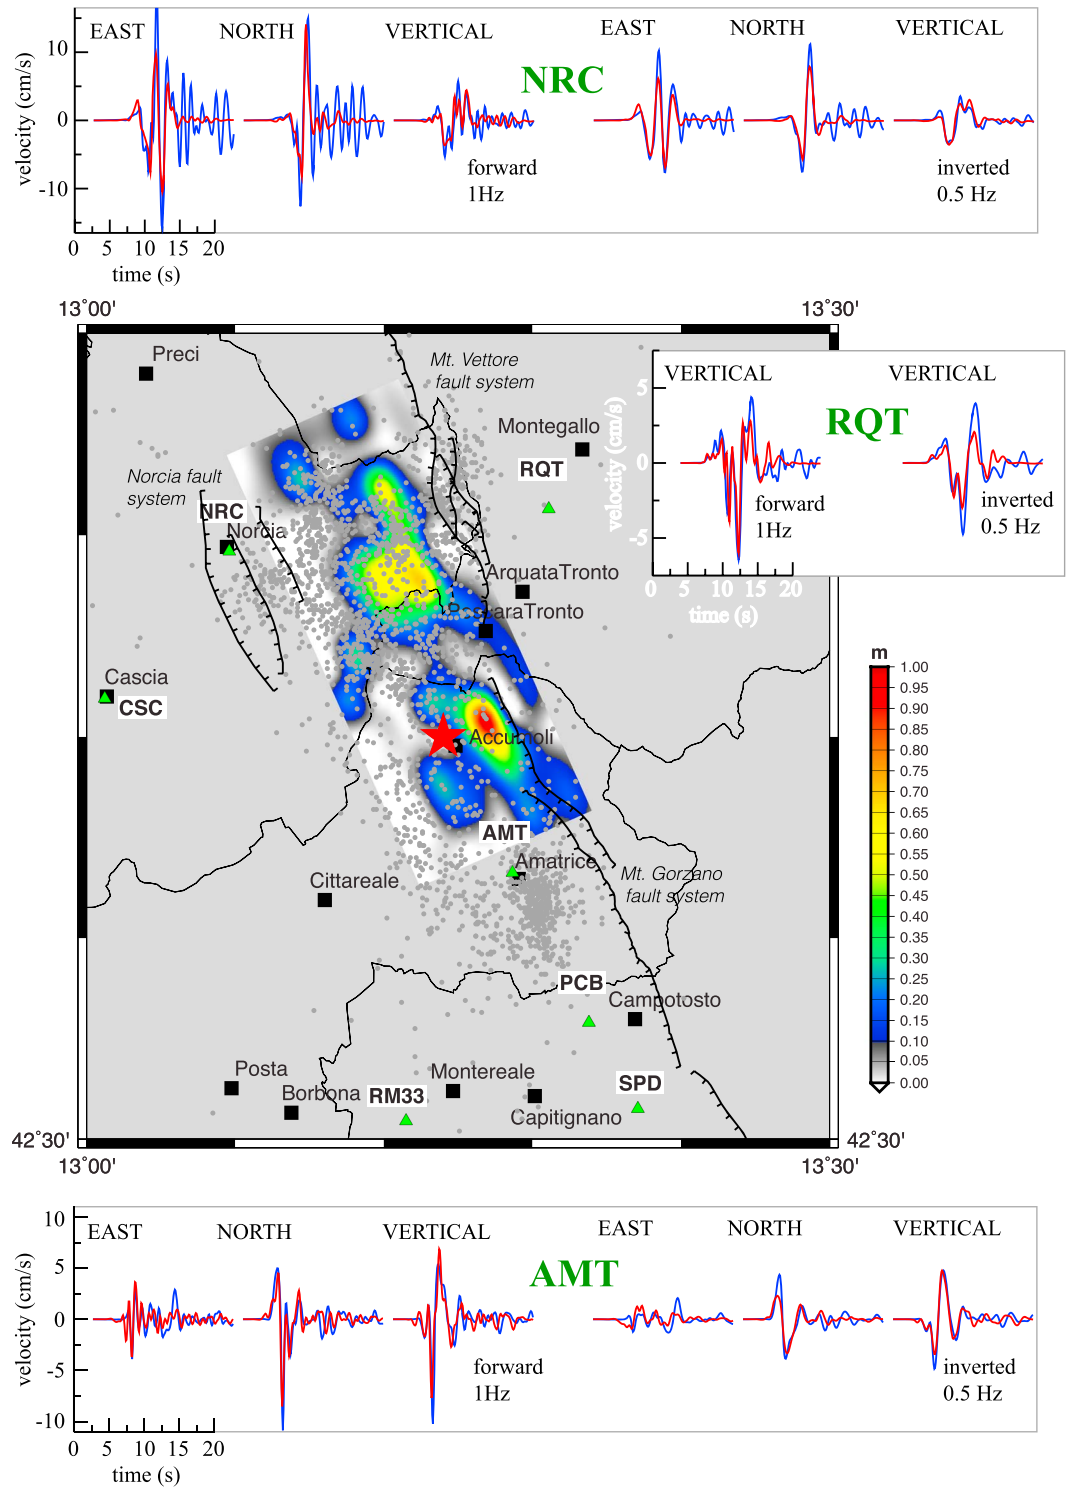 EAST NORTH VERTICAL NRC EAST NORTH VERTICAL
velocity (cm/s)
10
0
-10
forward
1Hz
inverted
0.5 Hz
0 5 10 15 20
time (s)
13°00' 13°30'
Preci
Mt. Vettore
fault system
Montegallo
RQT
Norcia fault
system
NRC
Norcia
ArquataTronto
PescaraTronto
Cascia
CSC
Accumoli
AMT
Amatrice
Mt. Gorzano
fault system
Cittareale
PCB
Campotosto
Posta
Borbona
RM33
Montereale
Capitignano
SPD
42°30' 42°30'
13°00' 13°30'
VERTICAL RQT VERTICAL
velocity (cm/s)
5
0
-5
forward
1Hz
inverted
0.5 Hz
0 5 10 15 20
time (s)
m
1.00
0.95
0.90
0.85
0.80
0.75
0.70
0.65
0.60
0.55
0.50
0.45
0.40
0.35
0.30
0.25
0.20
0.15
0.10
0.05
0.00
EAST NORTH VERTICAL AMT EAST NORTH VERTICAL
velocity (cm/s)
10
5
0
-5
-10
forward
1Hz
inverted
0.5 Hz
0 5 10 15 20
time (s)